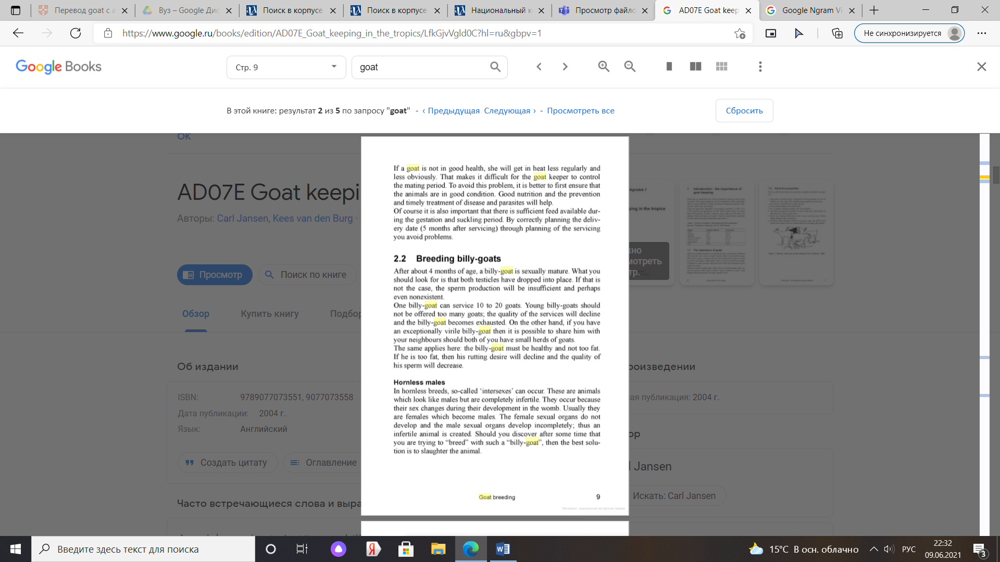 Перевод goat с а
Вуз – Google Дис
Поиск в корпусе
Поиск в корпусе
Национальный к
Просмотр файло
AD07E Goat keep
Google Ngram Vi
https://www.google.ru/books/edition/AD07E_Goat_keeping_in_the_tropics/LfkGjvVgld0C?hl=ru&gbpv=1
Не синхронизируется
Google Books
Стр. 9
goat
В этой книге: результат 2 из 5 по запросу "goat" - ‹ Предыдущая Следующая › - Просмотреть все
Сбросить
OK
AD07E Goat keepi
Авторы: Carl Jansen, Kees van den Burg ·
Просмотр
Поиск по книге
Обзор
Купить книгу
Подбор
Об издании
ISBN: 9789077073551, 9077073558
Дата публикации: 2004 г.
Язык: Английский
Создать цитату
Оглавление
Часто встречающиеся слова и выра
If a goat is not in good health, she will get in heat less regularly and
less obviously. That makes it difficult for the goat keeper to control
the mating period. To avoid this problem, it is better to first ensure that
the animals are in good condition. Good nutrition and the prevention
and timely treatment of disease and parasites will help.
Of course it is also important that there is sufficient feed available dur-
ing the gestation and suckling period. By correctly planning the deliv-
ery date (5 months after servicing) through planning of the servicing
you avoid problems.
2.2 Breeding billy-goats
After about 4 months of age, a billy-goat is sexually mature. What you
should look for is that both testicles have dropped into place. If that is
not the case, the sperm production will be insufficient and perhaps
even nonexistent.
One billy-goat can service 10 to 20 goats. Young billy-goats should
not be offered too many goats; the quality of the services will decline
and the billy-goat becomes exhausted. On the other hand, if you have
an exceptionally virile billy-goat then it is possible to share him with
your neighbours should both of you have small herds of goats.
The same applies here: the billy-goat must be healthy and not too fat.
If he is too fat, then his rutting desire will decline and the quality of
his sperm will decrease.
Hornless males
In hornless breeds, so-called ‘intersexes’ can occur. These are animals
which look like males but are completely infertile. They occur because
their sex changes during their development in the womb. Usually they
are females which become males. The female sexual organs do not
develop and the male sexual organs develop incompletely; thus an
infertile animal is created. Should you discover after some time that
you are trying to “breed” with such a “billy-goat”, then the best solu-
tion is to slaughter the animal.
Goat breeding 9
Материал, защищенный авторским правом
Agrodok 7
ping in the tropics
жно
мотреть
тр.
1 Introduction - the importance of
goat keeping
роизведении
вая публикация: 2004 г.
ор
l Jansen
Искать: Carl Jansen
Введите здесь текст для поиска
15°C В осн. облачно
РУС
22:32
09.06.2021
3